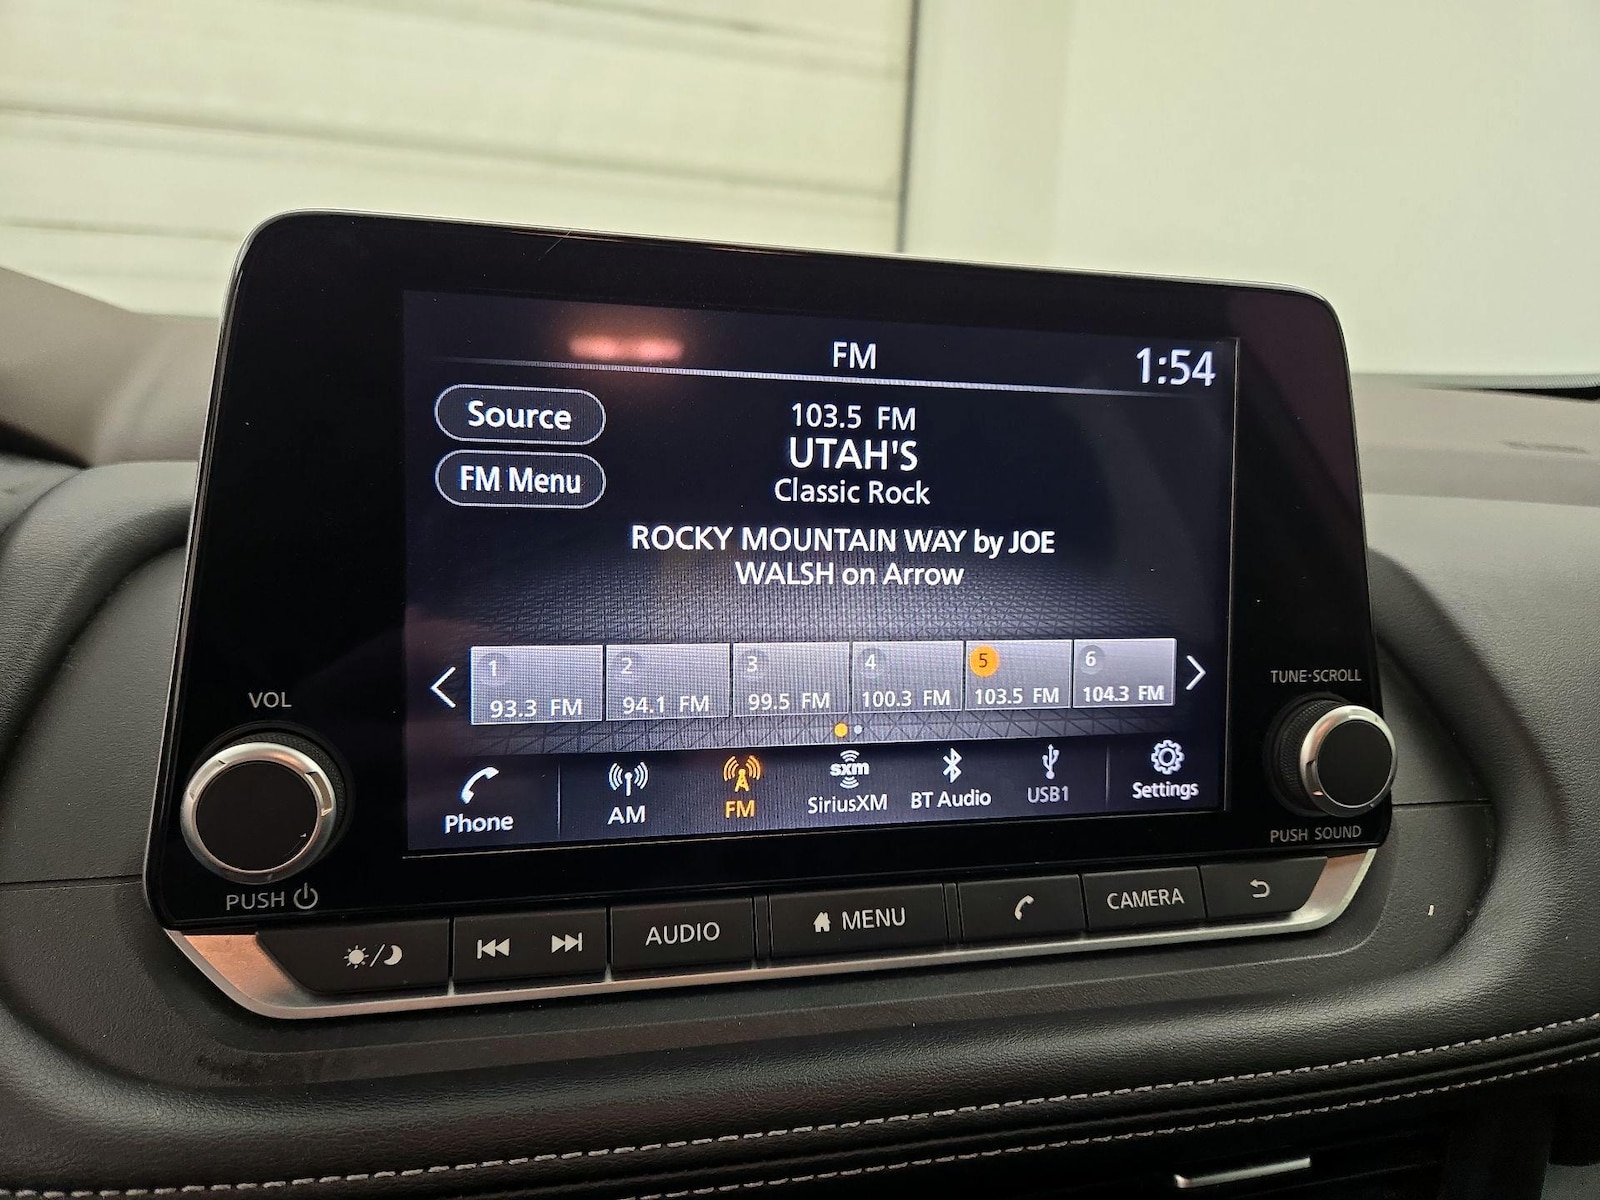 FM
1:54
Source
103.5 FM
UTAH'S
FM Menu
Classic Rock
ROCKY MOUNTAIN WAY by JOE
WALSH on Arrow
1
2
3
4
5
6
93.3 FM
94.1 FM
99.5 FM
100.3 FM
103.5 FM
104.3 FM
Phone
AM
FM
sxm
SiriusXM
BT Audio
USB1
Settings
VOL
PUSH
TUNE·SCROLL
PUSH SOUND
AUDIO
MENU
CAMERA